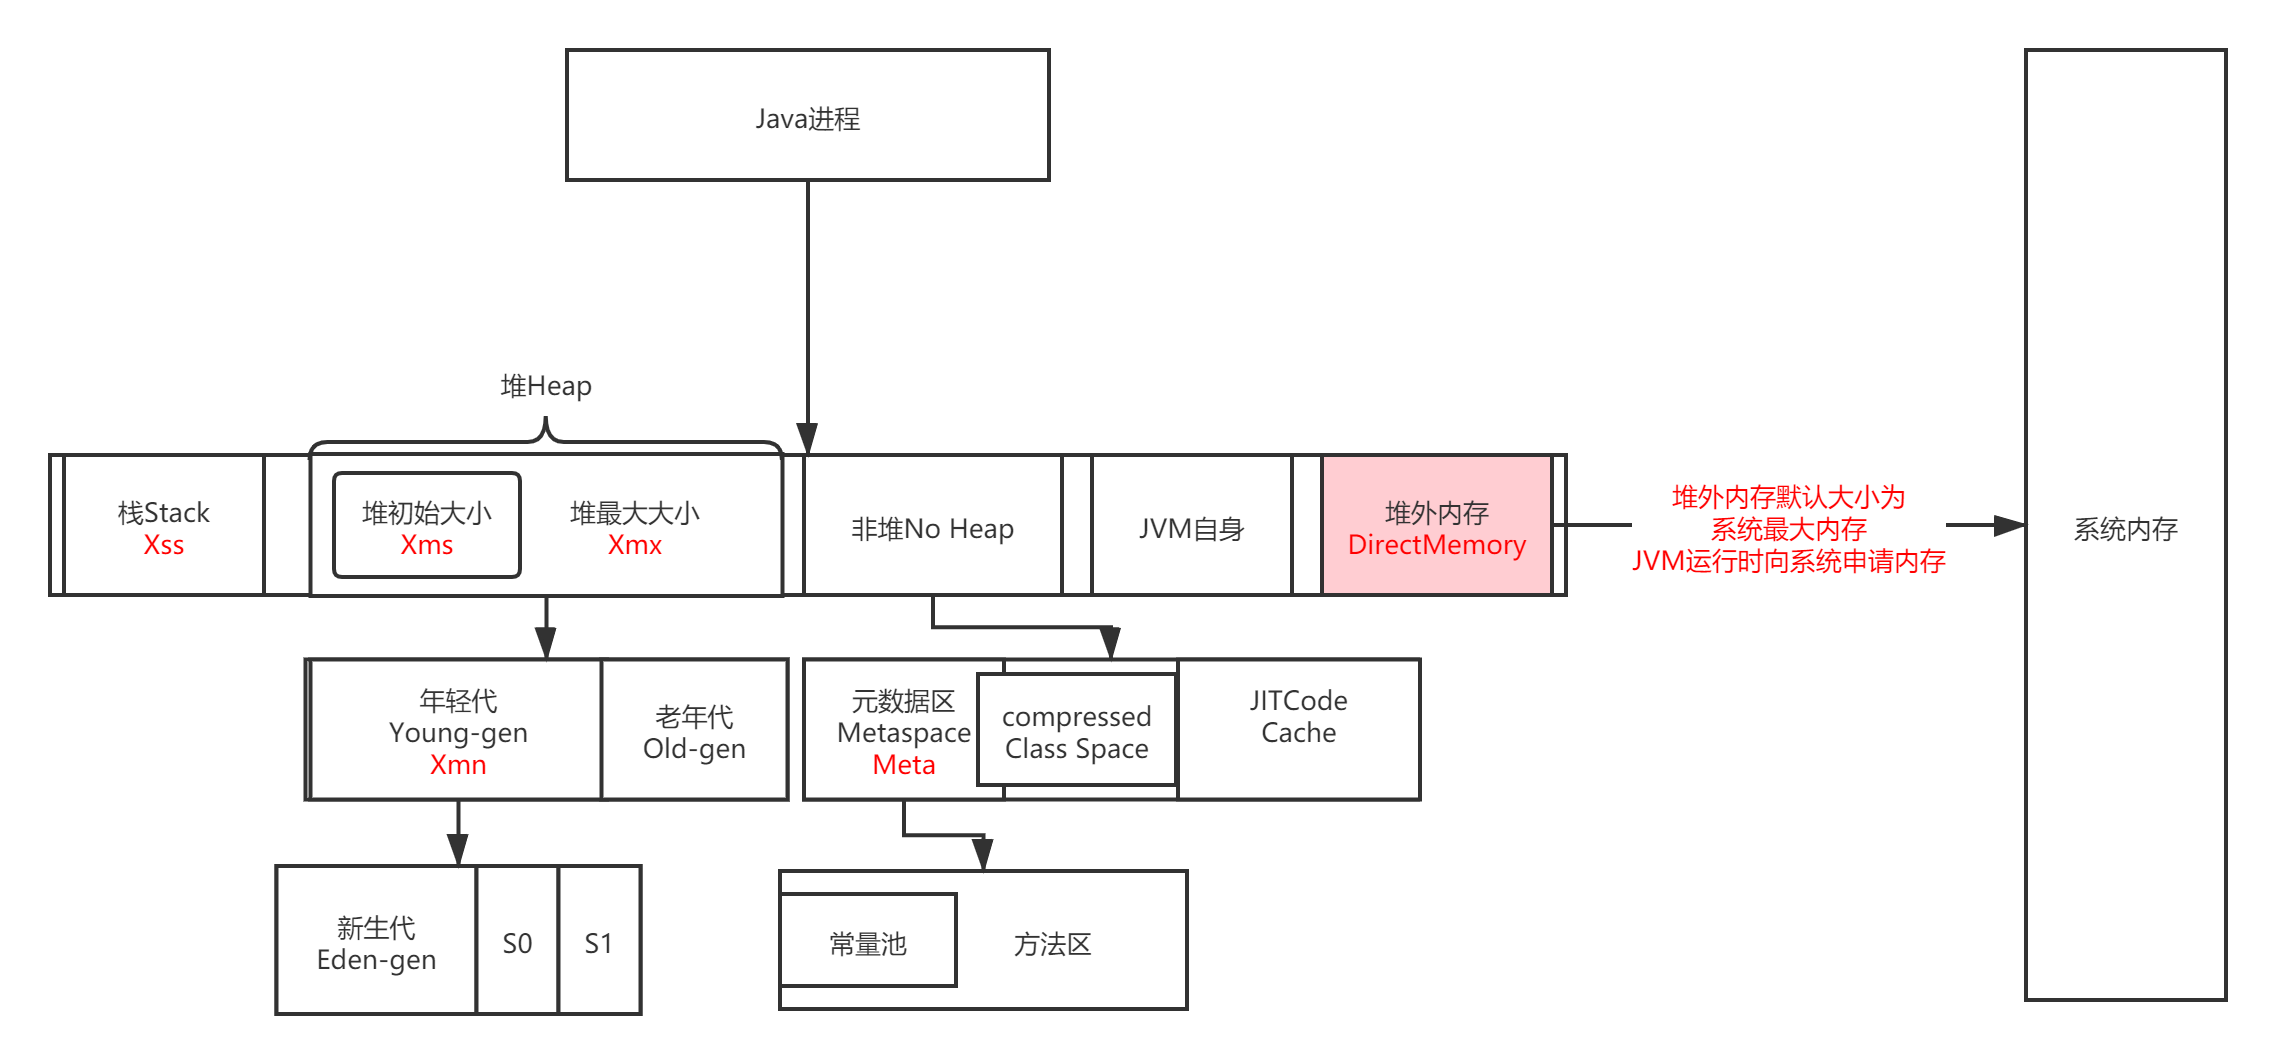 Java进程
堆Heap
栈Stack
Xss
堆初始大小
Xms
堆最大大小
Xmx
非堆No Heap
JVM自身
堆外内存
DirectMemory
堆外内存默认大小为
系统最大内存
JVM运行时向系统申请内存
系统内存
年轻代
Young-gen
Xmn
老年代
Old-gen
元数据区
Metaspace
Meta
compressed
Class Space
JITCode
Cache
新生代
Eden-gen
S0
S1
常量池
方法区